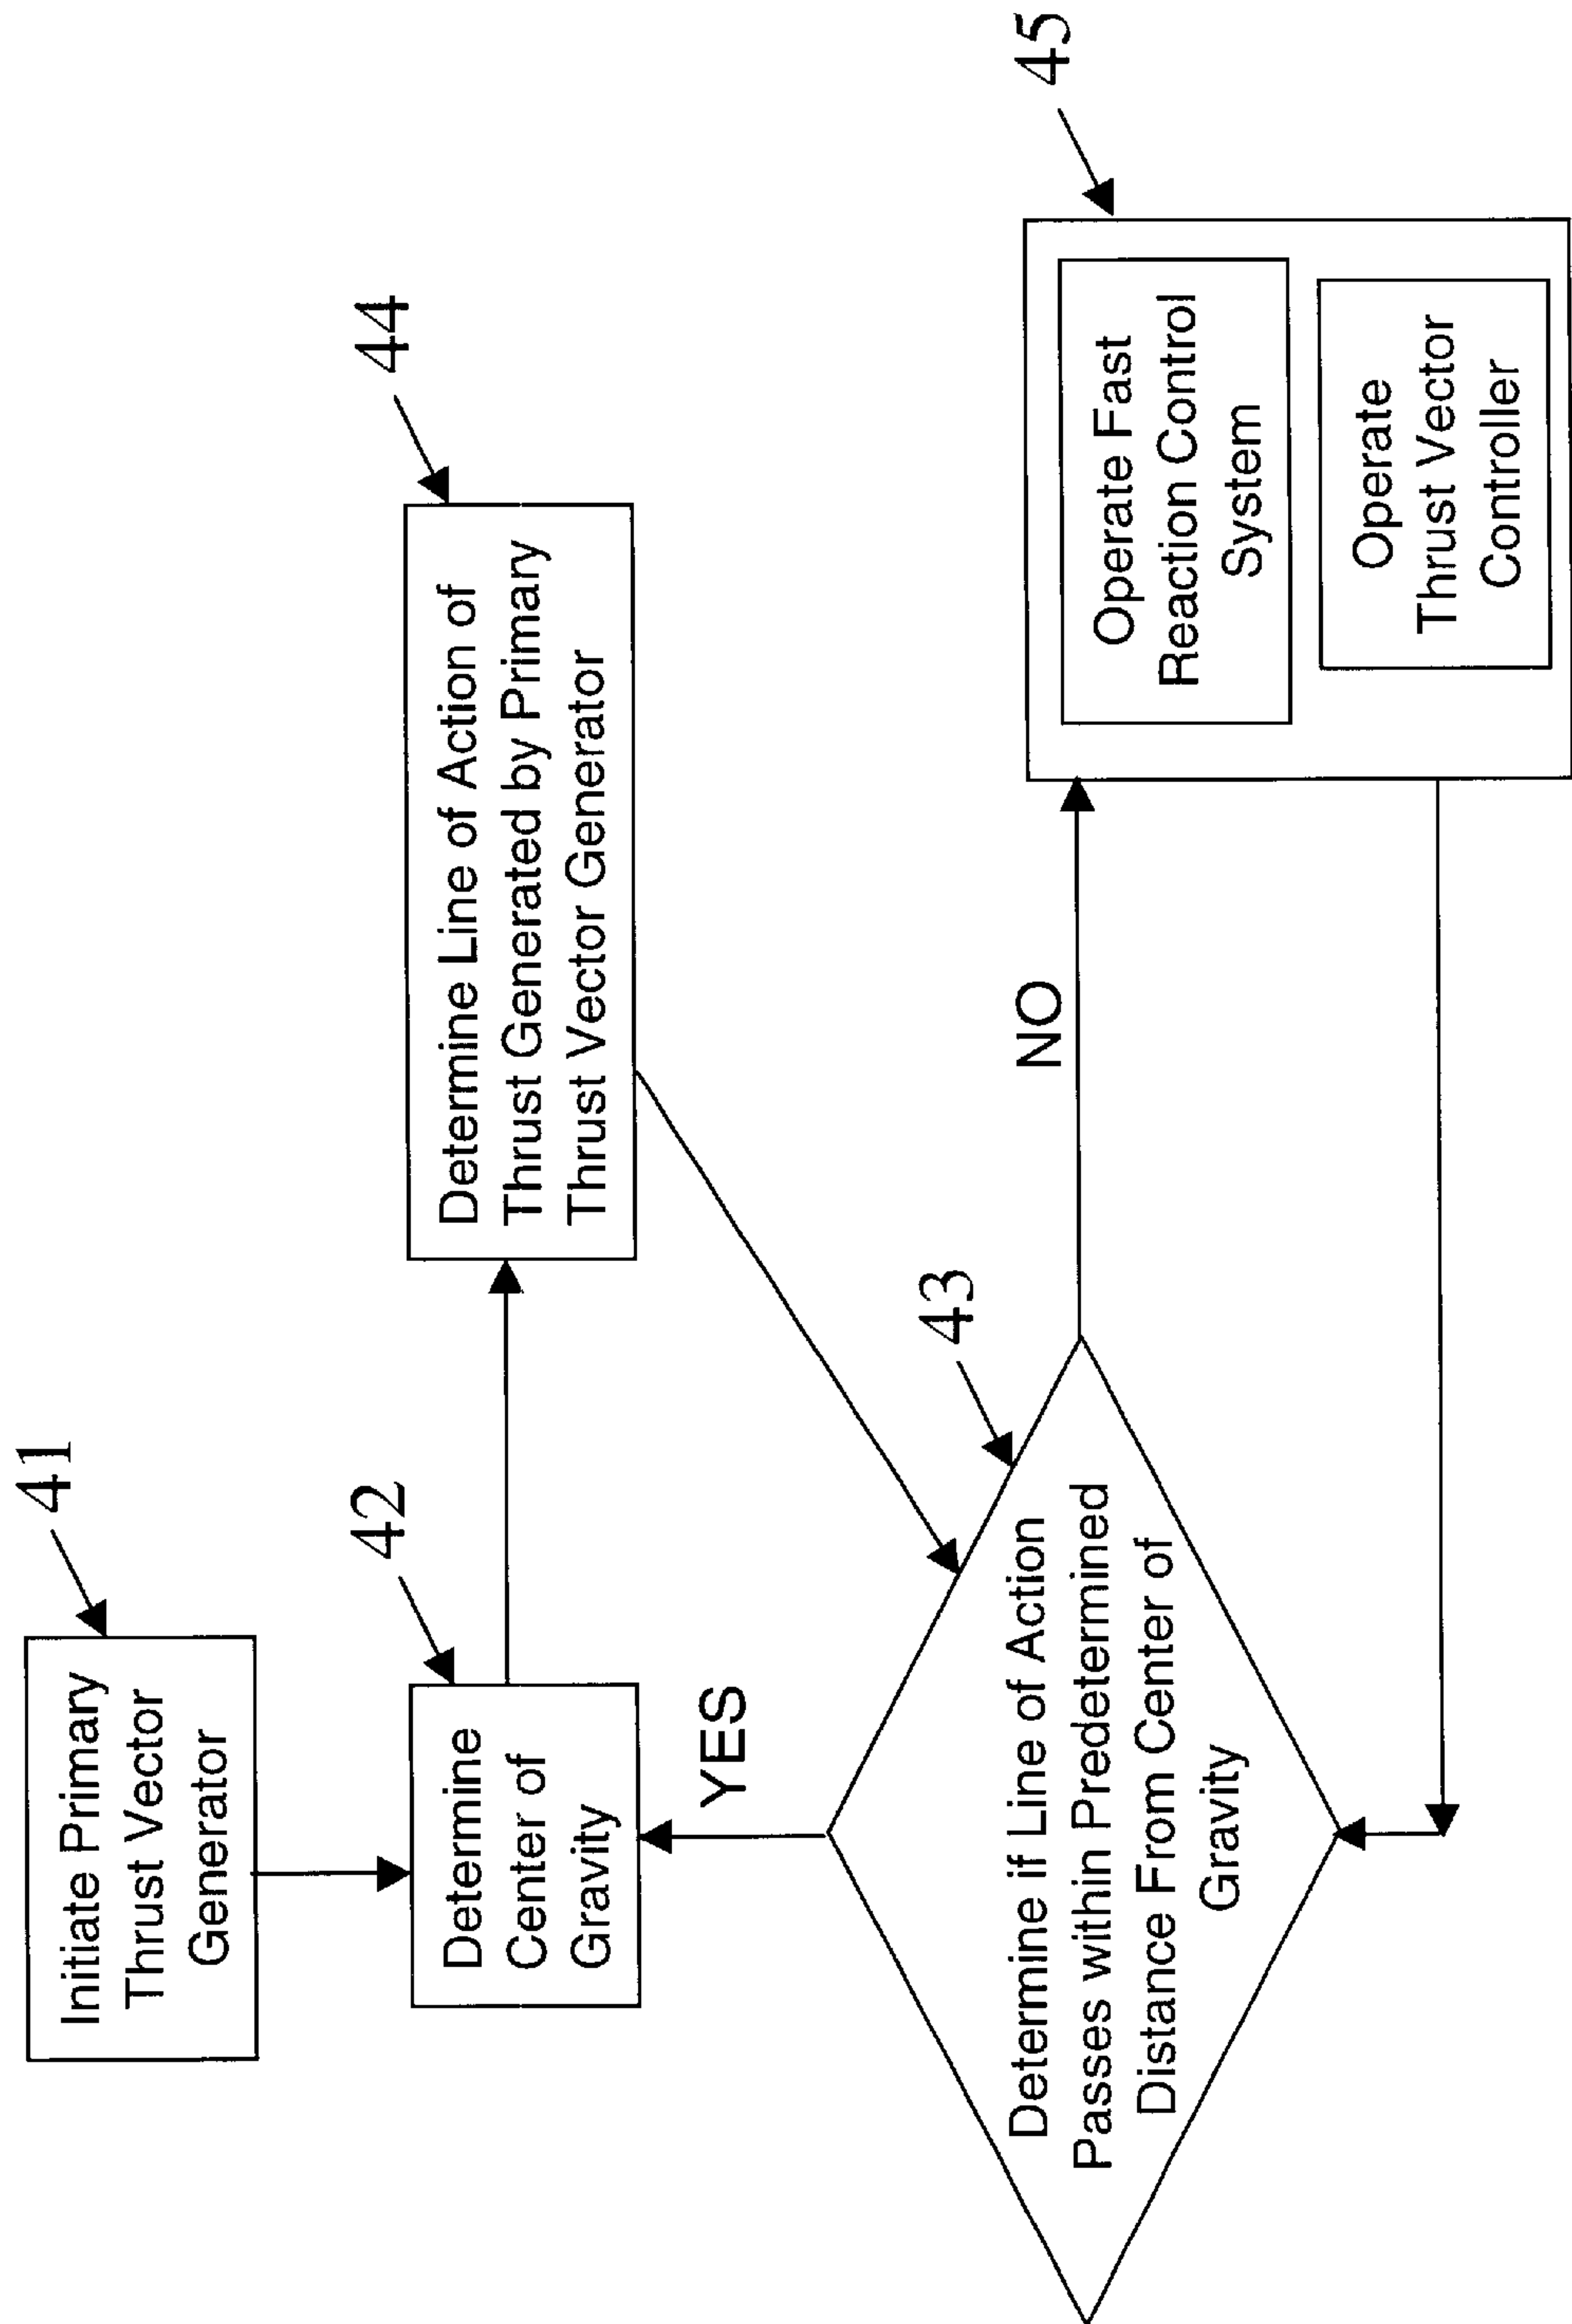 41
Initiate Primary
Thrust Vector
Generator
42
Determine
Center of
Gravity
44
Determine Line of Action of
Thrust Generated by Primary
Thrust Vector Generator
YES
43
Determine if Line of Action
Passes within Predetermined
Distance From Center of
Gravity
NO
45
Operate Fast
Reaction Control
System
Operate
Thrust Vector
Controller